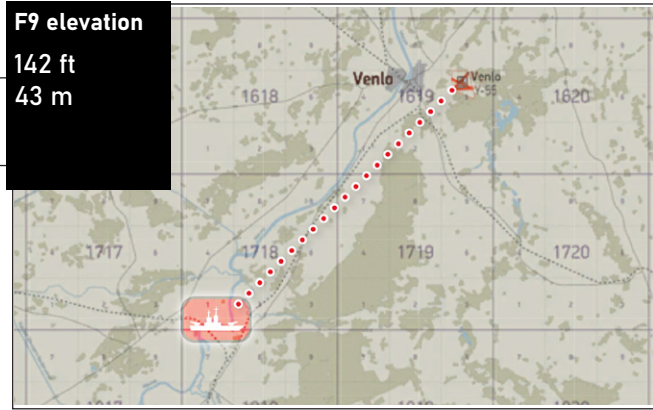 F9 elevation
142 ft
43 m
Venlo
Venlo
Y-55
1618
1619
1620
1717
1718
1719
1720